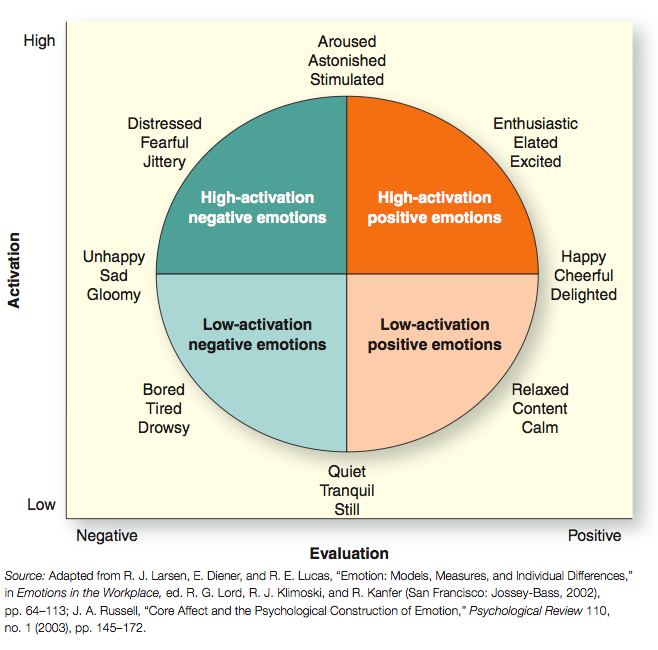 High
Aroused
Astonished
Stimulated
Distressed
Fearful
Jittery
Enthusiastic
Elated
Excited
High-activation
negative emotions
High-activation
positive emotions
Activation
Unhappy
Sad
Gloomy
Happy
Cheerful
Delighted
Low-activation
negative emotions
Low-activation
positive emotions
Bored
Tired
Drowsy
Relaxed
Content
Calm
Quiet
Tranquil
Still
Low
Negative
Positive
Evaluation
Source: Adapted from R. J. Larsen, E. Diener, and R. E. Lucas, “Emotion: Models, Measures, and Individual Differences,”
in Emotions in the Workplace, ed. R. G. Lord, R. J. Klimoski, and R. Kanfer (San Francisco: Jossey-Bass, 2002),
pp. 64–113; J. A. Russell, “Core Affect and the Psychological Construction of Emotion,” Psychological Review 110,
no. 1 (2003), pp. 145–172.